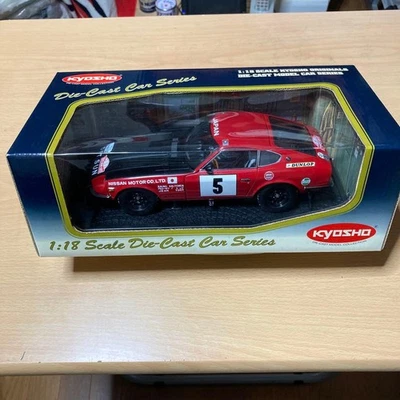 KYOSHO
Die-Cast Car Series
1:18 SCALE KYOSHO ORIGINALS
DIE-CAST MODEL CAR SERIES
JAPAN
DUNLOP
NISSAN MOTOR CO., LTD.
5
1:18 Scale Die-Cast Car Series
KYOSHO